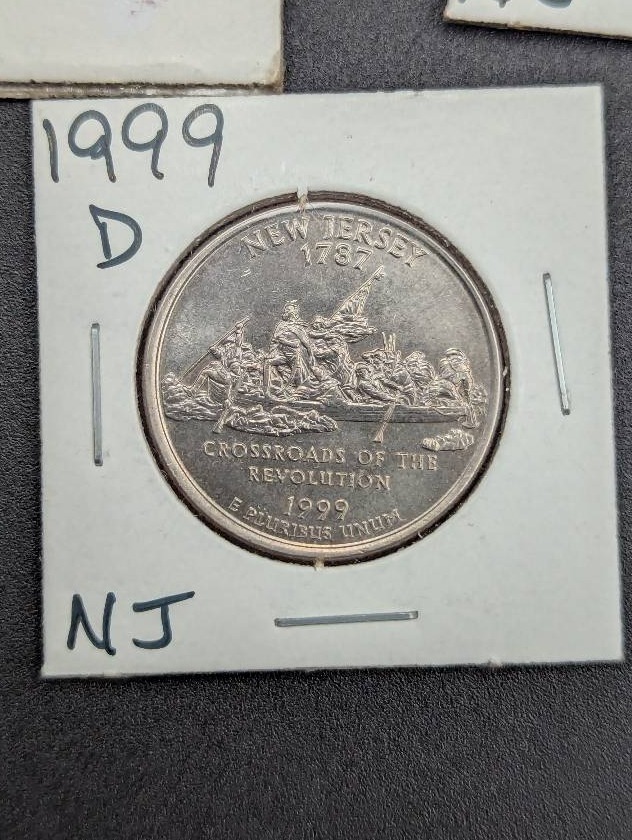 1999
D
NEW JERSEY
1787
CROSSROADS OF THE
REVOLUTION
1999
E PLURIBUS UNUM
NJ